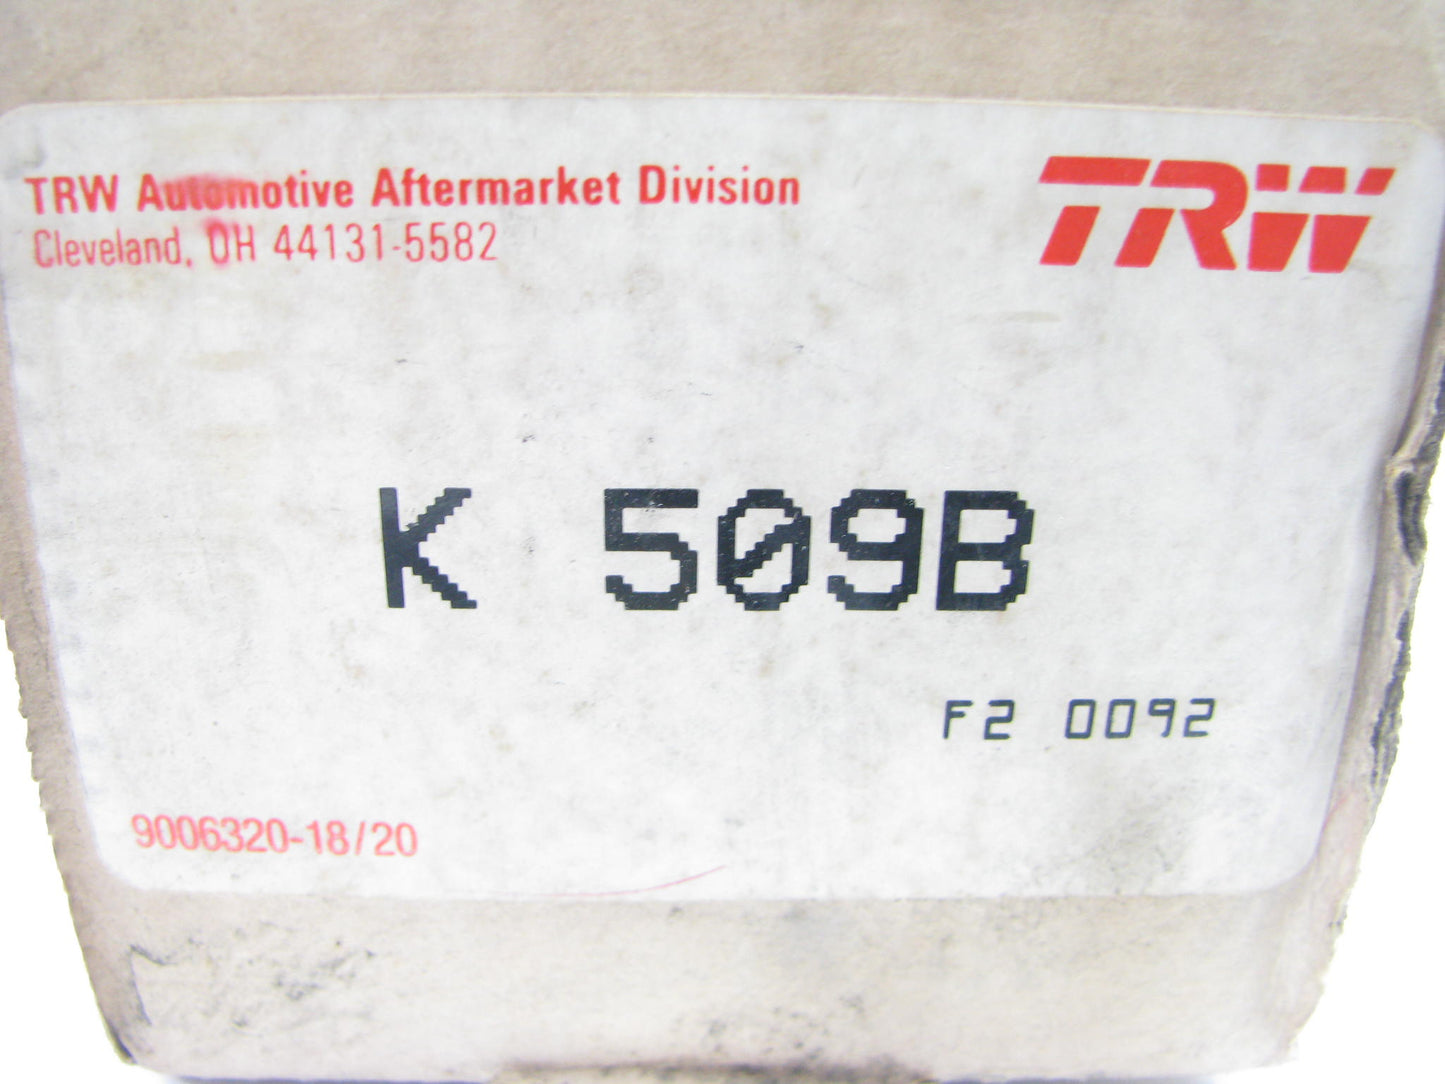 TRW Automotive Aftermarket Division
Cleveland, OH 44131-5582
TRW
K 509B
F2 0092
9006320-18/20